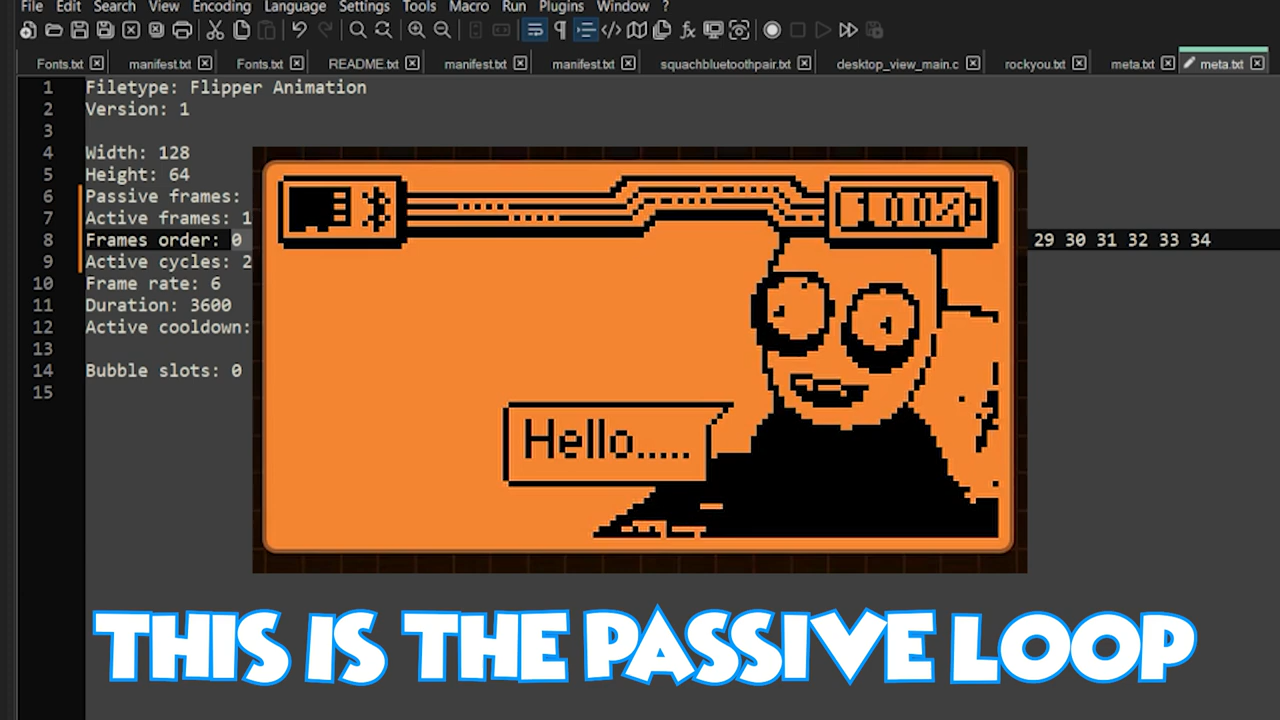 File Edit Search View Encoding Language Settings Tools Macro Run Plugins Window ?
Fonts.txt manifest.txt Fonts.txt README.txt manifest.txt manifest.txt squachbluetoothpair.txt desktop_view_main.c rockyou.txt meta.txt meta.txt
1 Filetype: Flipper Animation
2 Version: 1
3
4 Width: 128
5 Height: 64
6 Passive frames:
7 Active frames: 1
8 Frames order: 0 29 30 31 32 33 34
9 Active cycles: 2
10 Frame rate: 6
11 Duration: 3600
12 Active cooldown:
13
14 Bubble slots: 0
15
100%
Hello.....
THIS IS THE PASSIVE LOOP